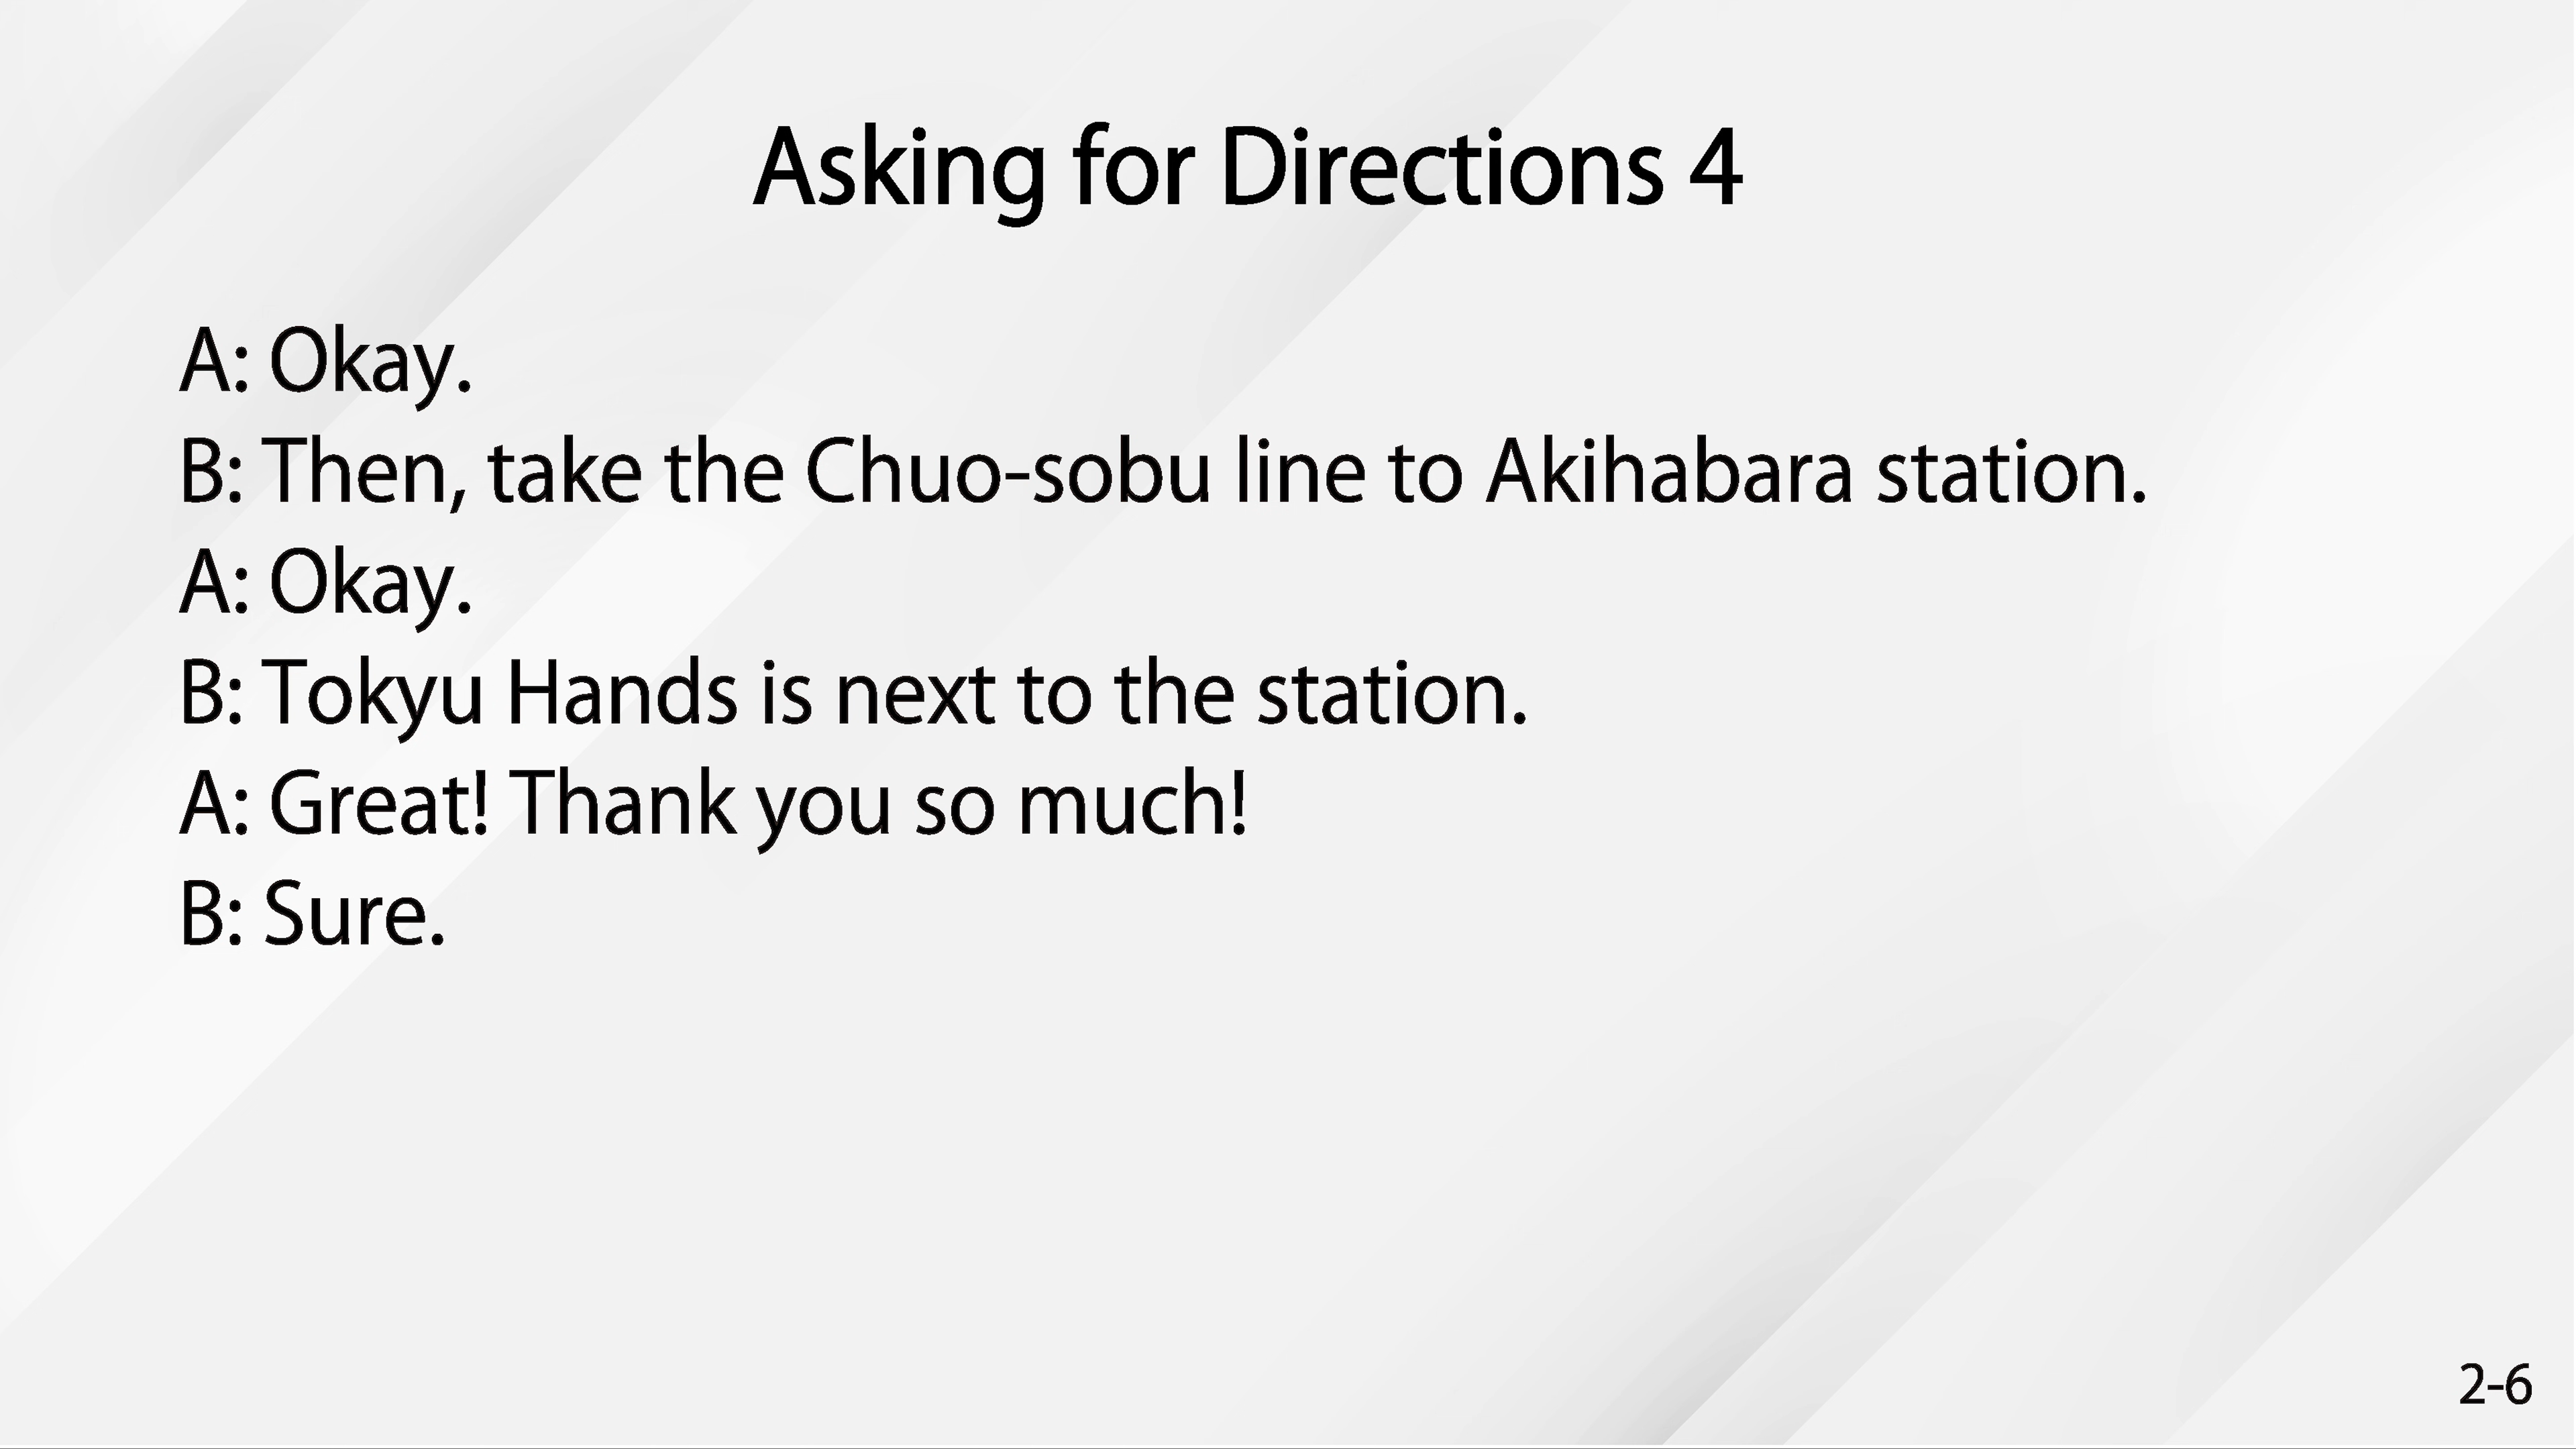 Asking for Directions 4
A: Okay.
B: Then, take the Chuo-sobu line to Akihabara station.
A: Okay.
B: Tokyu Hands is next to the station.
A: Great! Thank you so much!
B: Sure.
2-6